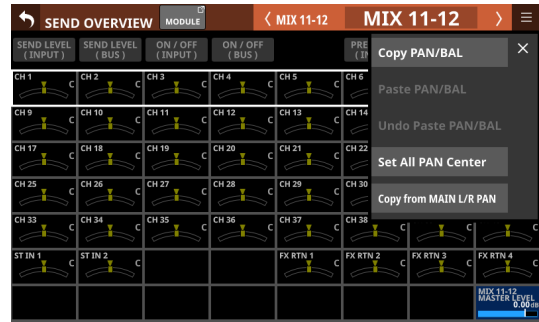 SEND OVERVIEW
MODULE
MIX 11-12
MIX 11-12
SEND LEVEL
(INPUT)
SEND LEVEL
(BUS)
ON / OFF
(INPUT)
ON / OFF
(BUS)
PRE
Copy PAN/BAL
Paste PAN/BAL
Undo Paste PAN/BAL
Set All PAN Center
Copy from MAIN L/R PAN
CH 1 C
CH 2 C
CH 3 C
CH 4 C
CH 5 C
CH 6
CH 9 C
CH 10 C
CH 11 C
CH 12 C
CH 13 C
CH 14
CH 17 C
CH 18 C
CH 19 C
CH 20 C
CH 21 C
CH 22
CH 25 C
CH 26 C
CH 27 C
CH 28 C
CH 29 C
CH 30
CH 33 C
CH 34 C
CH 35 C
CH 36 C
CH 37 C
CH 38 C
C
C
ST IN 1 C
ST IN 2 C
FX RTN 1 C
FX RTN 2 C
FX RTN 3 C
FX RTN 4 C
MIX 11-12
MASTER LEVEL
0.00dB